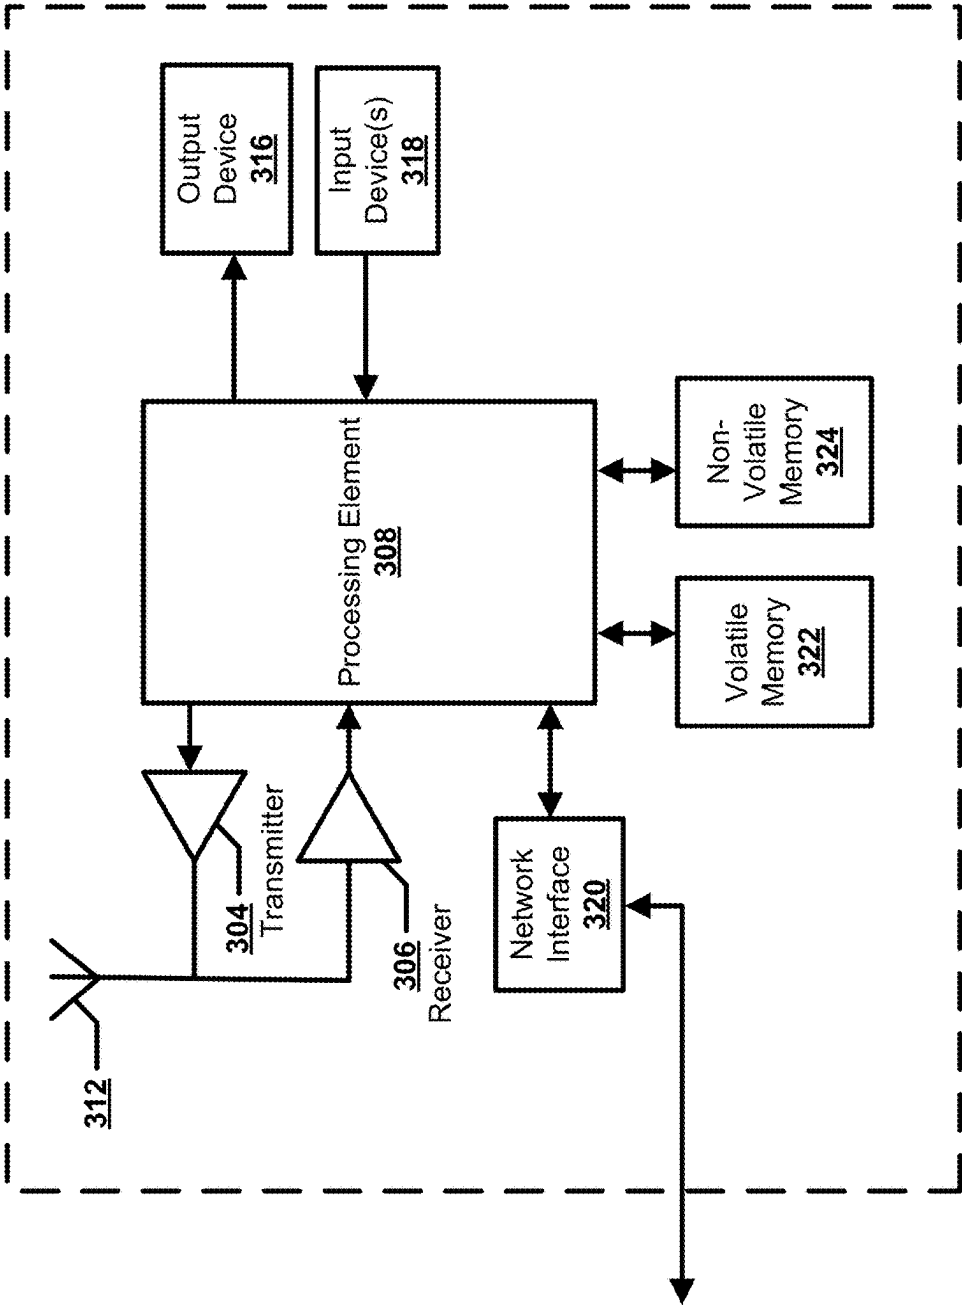 312
304
Transmitter
306
Receiver
Network
Interface
320
Processing Element
308
Volatile
Memory
322
Non-
Volatile
Memory
324
Output
Device
316
Input
Device(s)
318